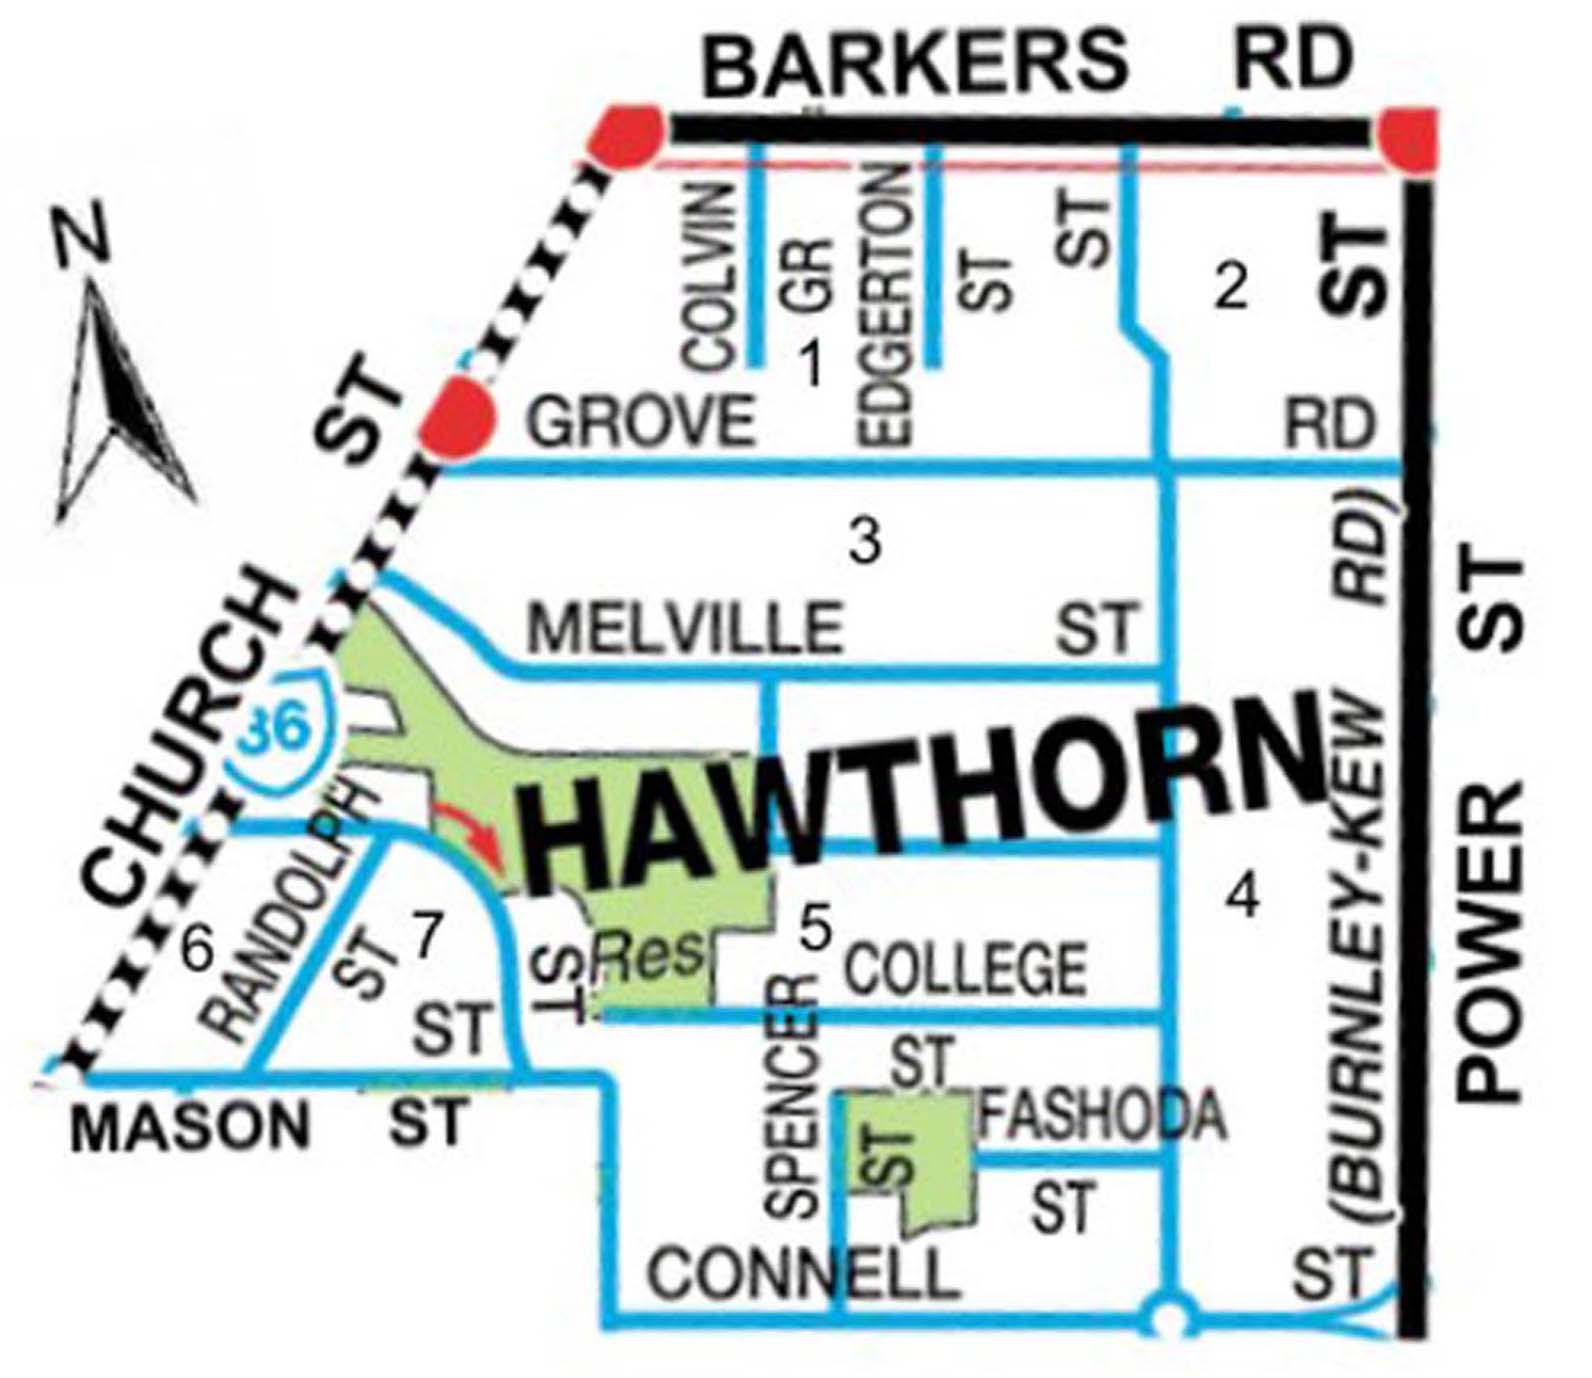 BARKERS RD
N
COLVIN
GR
EDGERTON
ST
ST
ST
2
1
ST
GROVE
RD
3
RD)
CHURCH
MELVILLE
ST
ST
36
HAWTHORN
(BURNLEY-KEW
POWER
RANDOLPH
ST
4
5
6
7
ST
Res
COLLEGE
ST
ST
SPENCER
ST
FASHODA
ST
MASON ST
CONNELL
ST